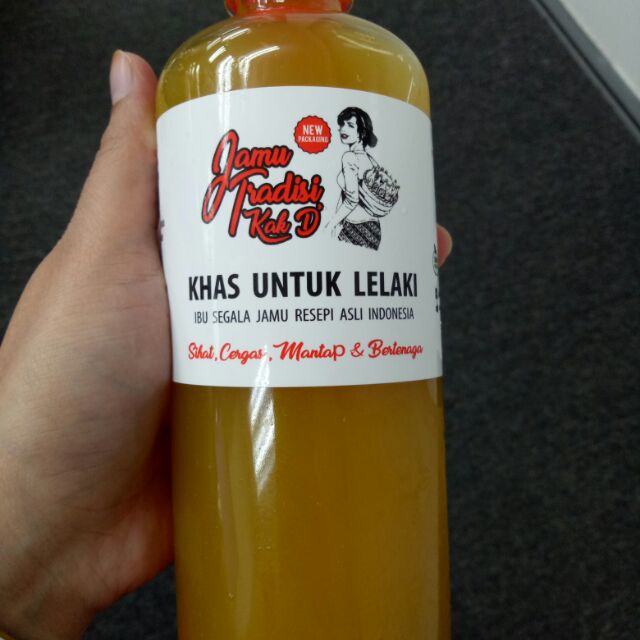 NEW
PACKAGING
Jamu
Tradisi
Kak D'
KHAS UNTUK LELAKI
IBU SEGALA JAMU RESEPI ASLI INDONESIA
Sihat, Cergas, Mantap & Bertenaga